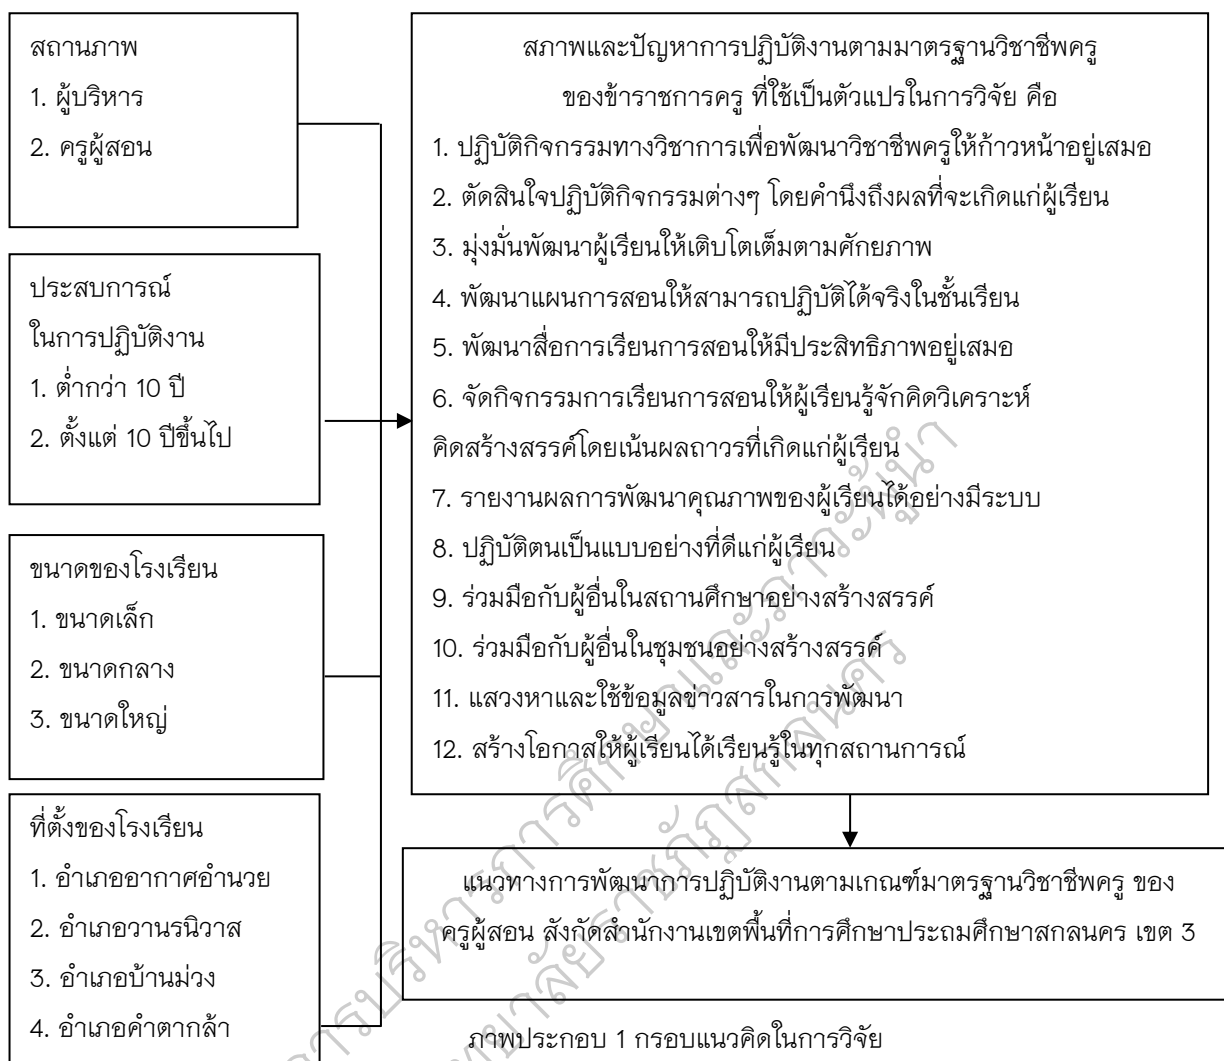 สถานภาพ
1. ผู้บริหาร
2. ครูผู้สอน
ประสบการณ์
ในการปฏิบัติงาน
1. ต่ำกว่า 10 ปี
2. ตั้งแต่ 10 ปีขึ้นไป
ขนาดของโรงเรียน
1. ขนาดเล็ก
2. ขนาดกลาง
3. ขนาดใหญ่
ที่ตั้งของโรงเรียน
1. อำเภออากาศอำนวย
2. อำเภอวานรนิวาส
3. อำเภอบ้านม่วง
4. อำเภอคำตากล้า
สภาพและปัญหาการปฏิบัติงานตามมาตรฐานวิชาชีพครู
ของข้าราชการครู ที่ใช้เป็นตัวแปรในการวิจัย คือ
1. ปฏิบัติกิจกรรมทางวิชาการเพื่อพัฒนาวิชาชีพครูให้ก้าวหน้าอยู่เสมอ
2. ตัดสินใจปฏิบัติกิจกรรมต่างๆ โดยคำนึงถึงผลที่จะเกิดแก่ผู้เรียน
3. มุ่งมั่นพัฒนาผู้เรียนให้เติบโตเต็มตามศักยภาพ
4. พัฒนาแผนการสอนให้สามารถปฏิบัติได้จริงในชั้นเรียน
5. พัฒนาสื่อการเรียนการสอนให้มีประสิทธิภาพอยู่เสมอ
6. จัดกิจกรรมการเรียนการสอนให้ผู้เรียนรู้จักคิดวิเคราะห์
คิดสร้างสรรค์โดยเน้นผลถาวรที่เกิดแก่ผู้เรียน
7. รายงานผลการพัฒนาคุณภาพของผู้เรียนได้อย่างมีระบบ
8. ปฏิบัติตนเป็นแบบอย่างที่ดีแก่ผู้เรียน
9. ร่วมมือกับผู้อื่นในสถานศึกษาอย่างสร้างสรรค์
10. ร่วมมือกับผู้อื่นในชุมชนอย่างสร้างสรรค์
11. แสวงหาและใช้ข้อมูลข่าวสารในการพัฒนา
12. สร้างโอกาสให้ผู้เรียนได้เรียนรู้ในทุกสถานการณ์
แนวทางการพัฒนาการปฏิบัติงานตามเกณฑ์มาตรฐานวิชาชีพครู ของ
ครูผู้สอน สังกัดสำนักงานเขตพื้นที่การศึกษาประถมศึกษาสกลนคร เขต 3
ภาพประกอบ 1 กรอบแนวคิดในการวิจัย
ารบริหารการศึกษาและภาวะผู้นำ
ทยาลัยราชภัฏสกลนคร